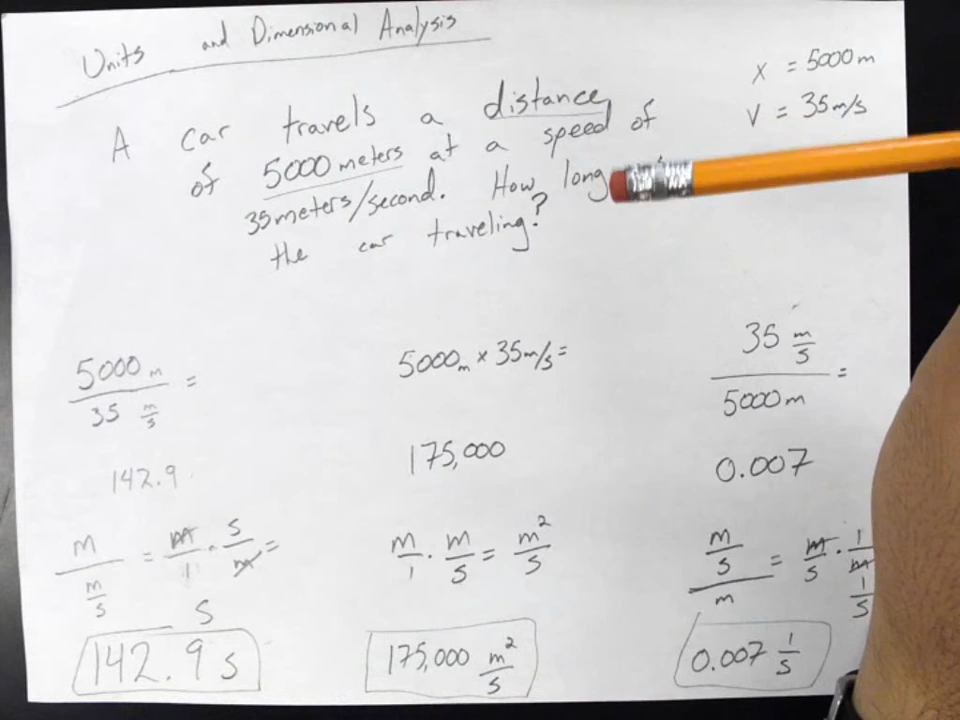 Units and Dimensional Analysis
x = 5000 m
v = 35 m/s
A car travels a distance
of 5000 meters at a speed of
35 meters/second. How long
the car traveling?
5000 m / 35 m/s =
5000 m × 35 m/s =
35 m/s / 5000 m =
142.9
175,000
0.007
m / m/s = m/1 · s/m =
m/1 · m/s = m²/s
m/s / m = m/s · 1/m
s
1/s
142.9 s
175,000 m²/s
0.007 1/s